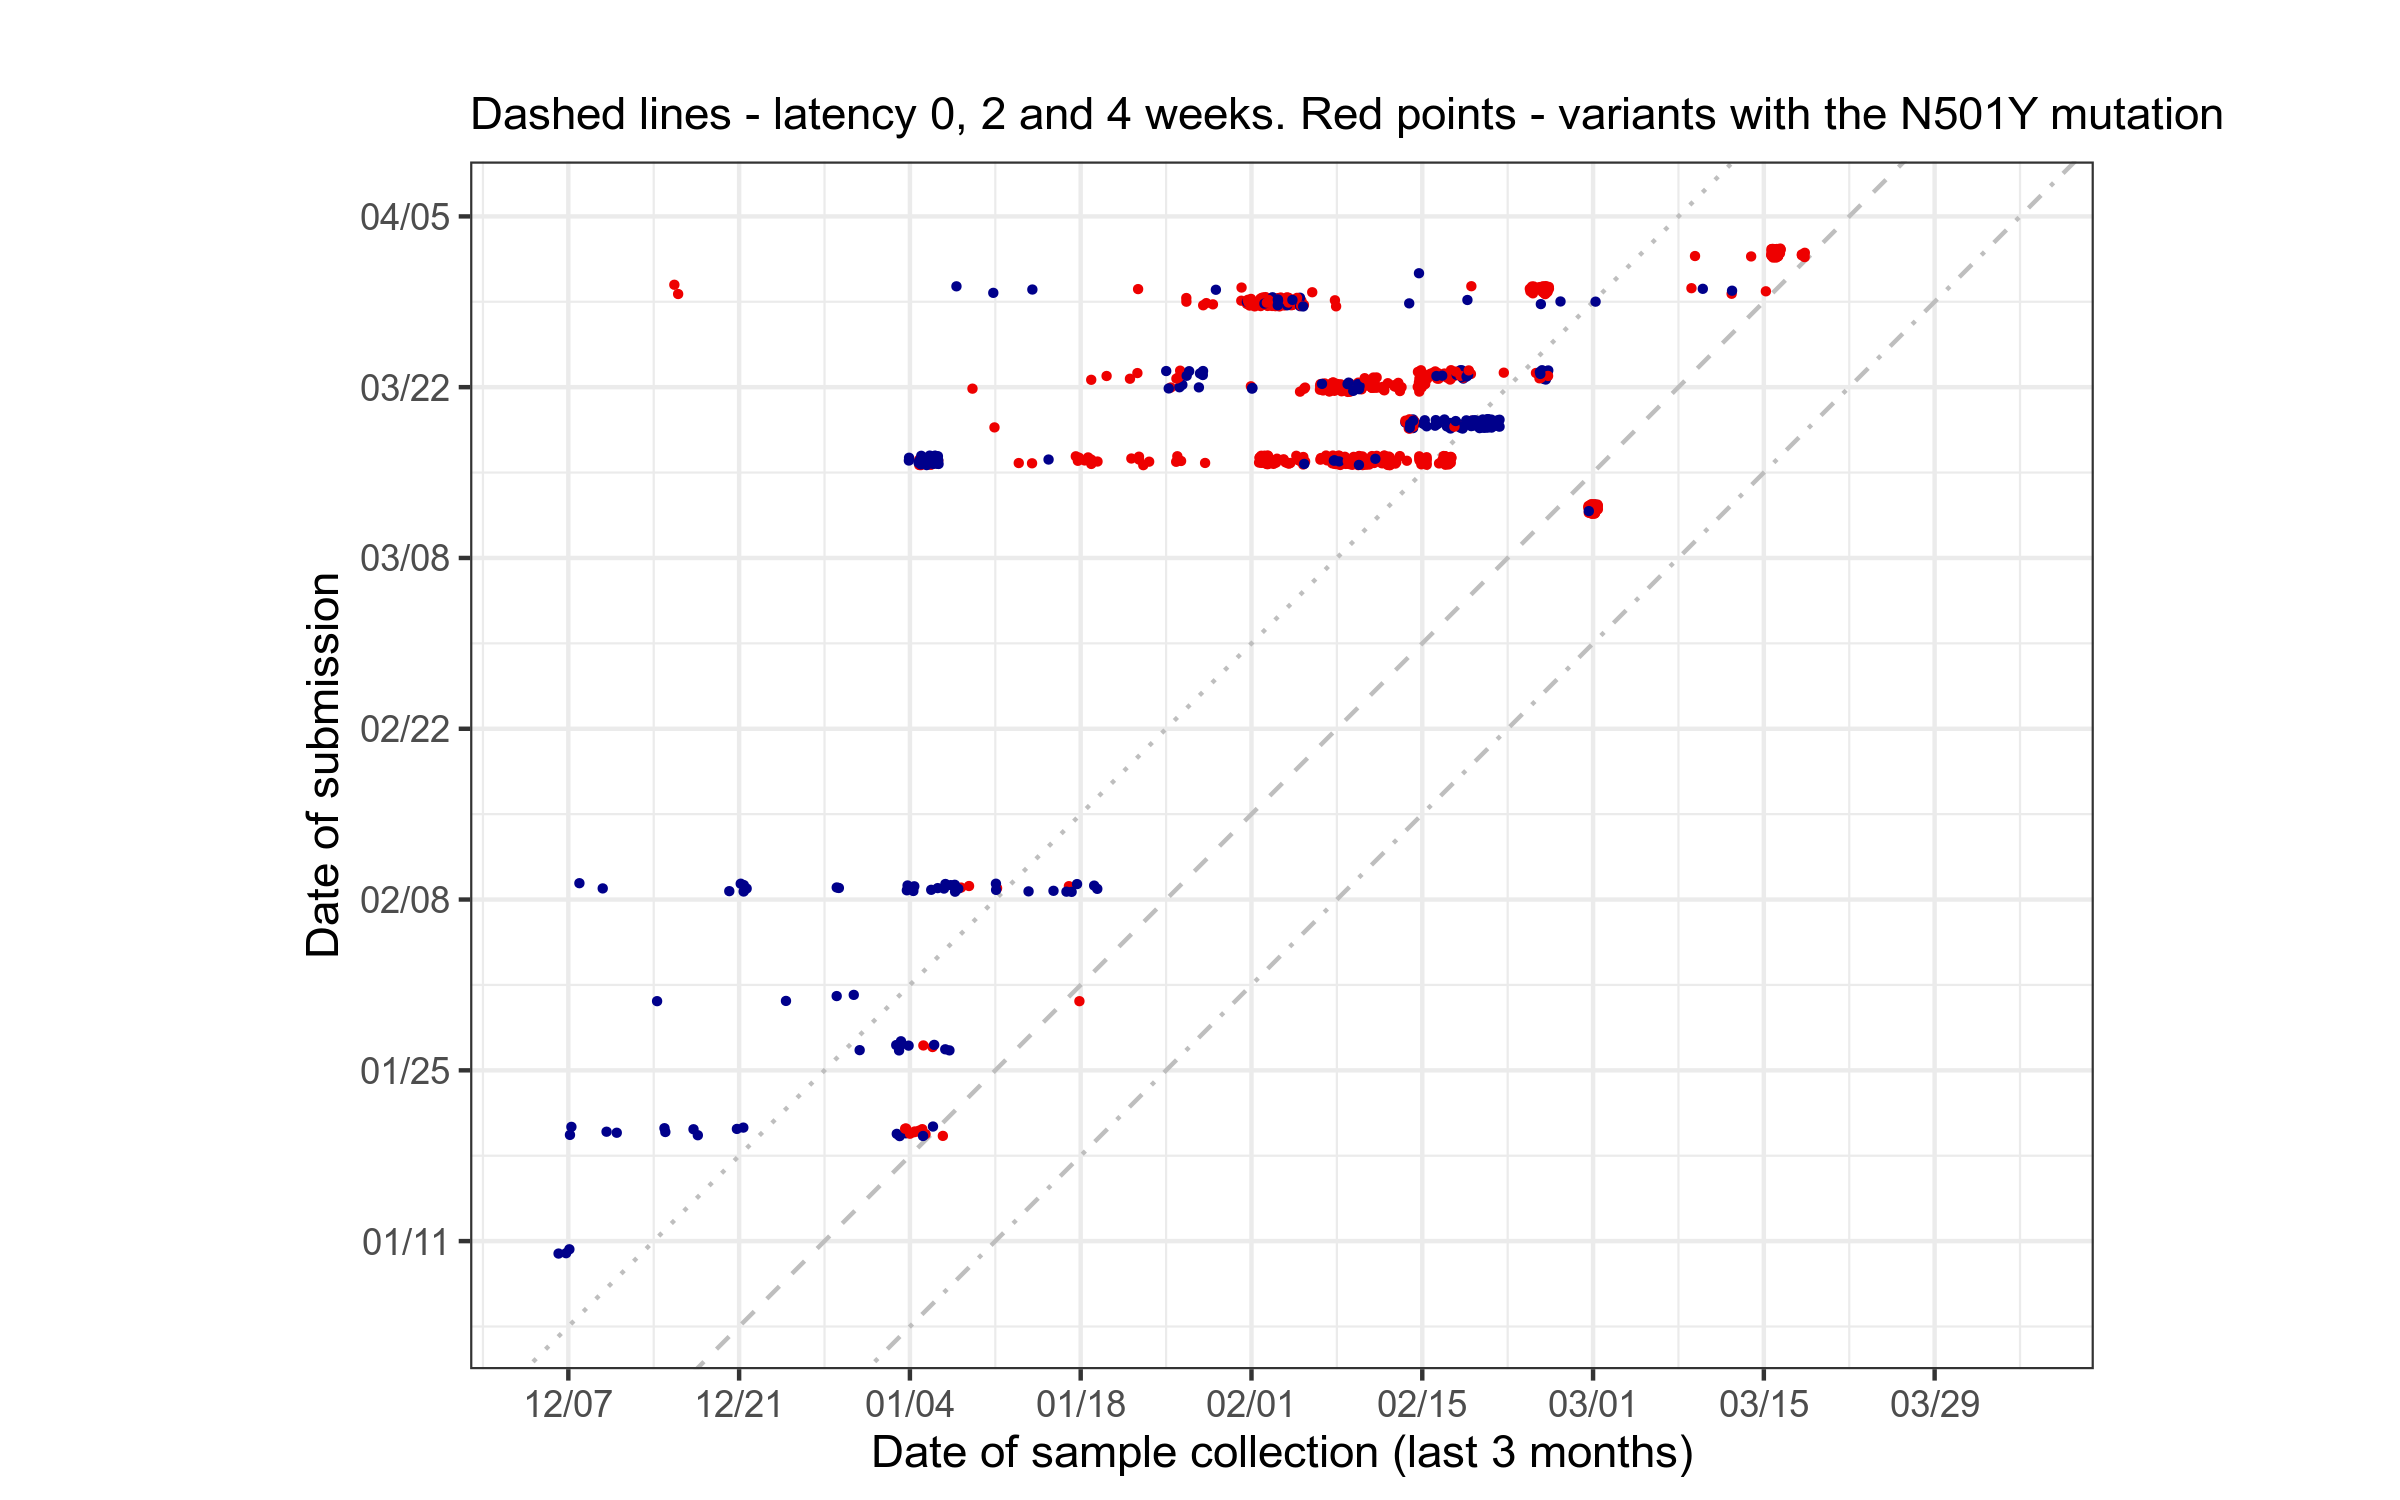 Dashed lines - latency 0, 2 and 4 weeks. Red points - variants with the N501Y mutation
04/05
03/22
03/08
02/22
02/08
01/25
01/11
Date of submission
12/07 12/21 01/04 01/18 02/01 02/15 03/01 03/15 03/29
Date of sample collection (last 3 months)